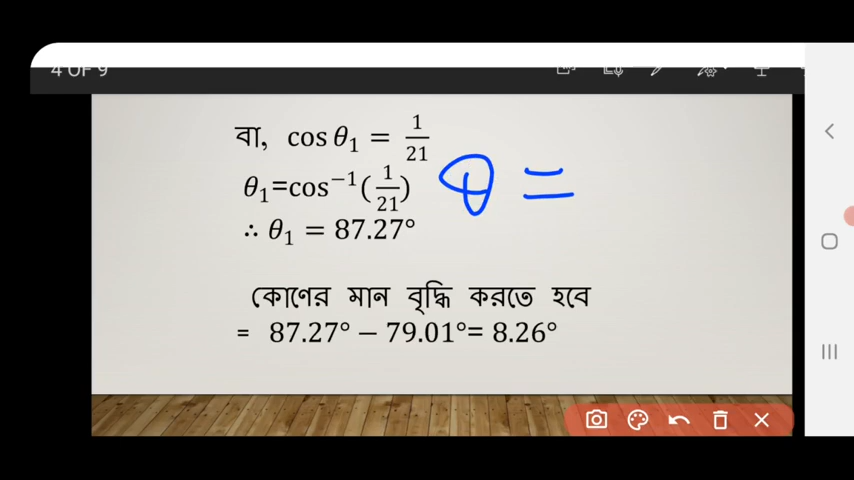 4 OF 9
বা, cos θ₁ = 1/21
θ₁=cos⁻¹(1/21)
θ =
∴ θ₁ = 87.27°
কোণের মান বৃদ্ধি করতে হবে
= 87.27° − 79.01°= 8.26°